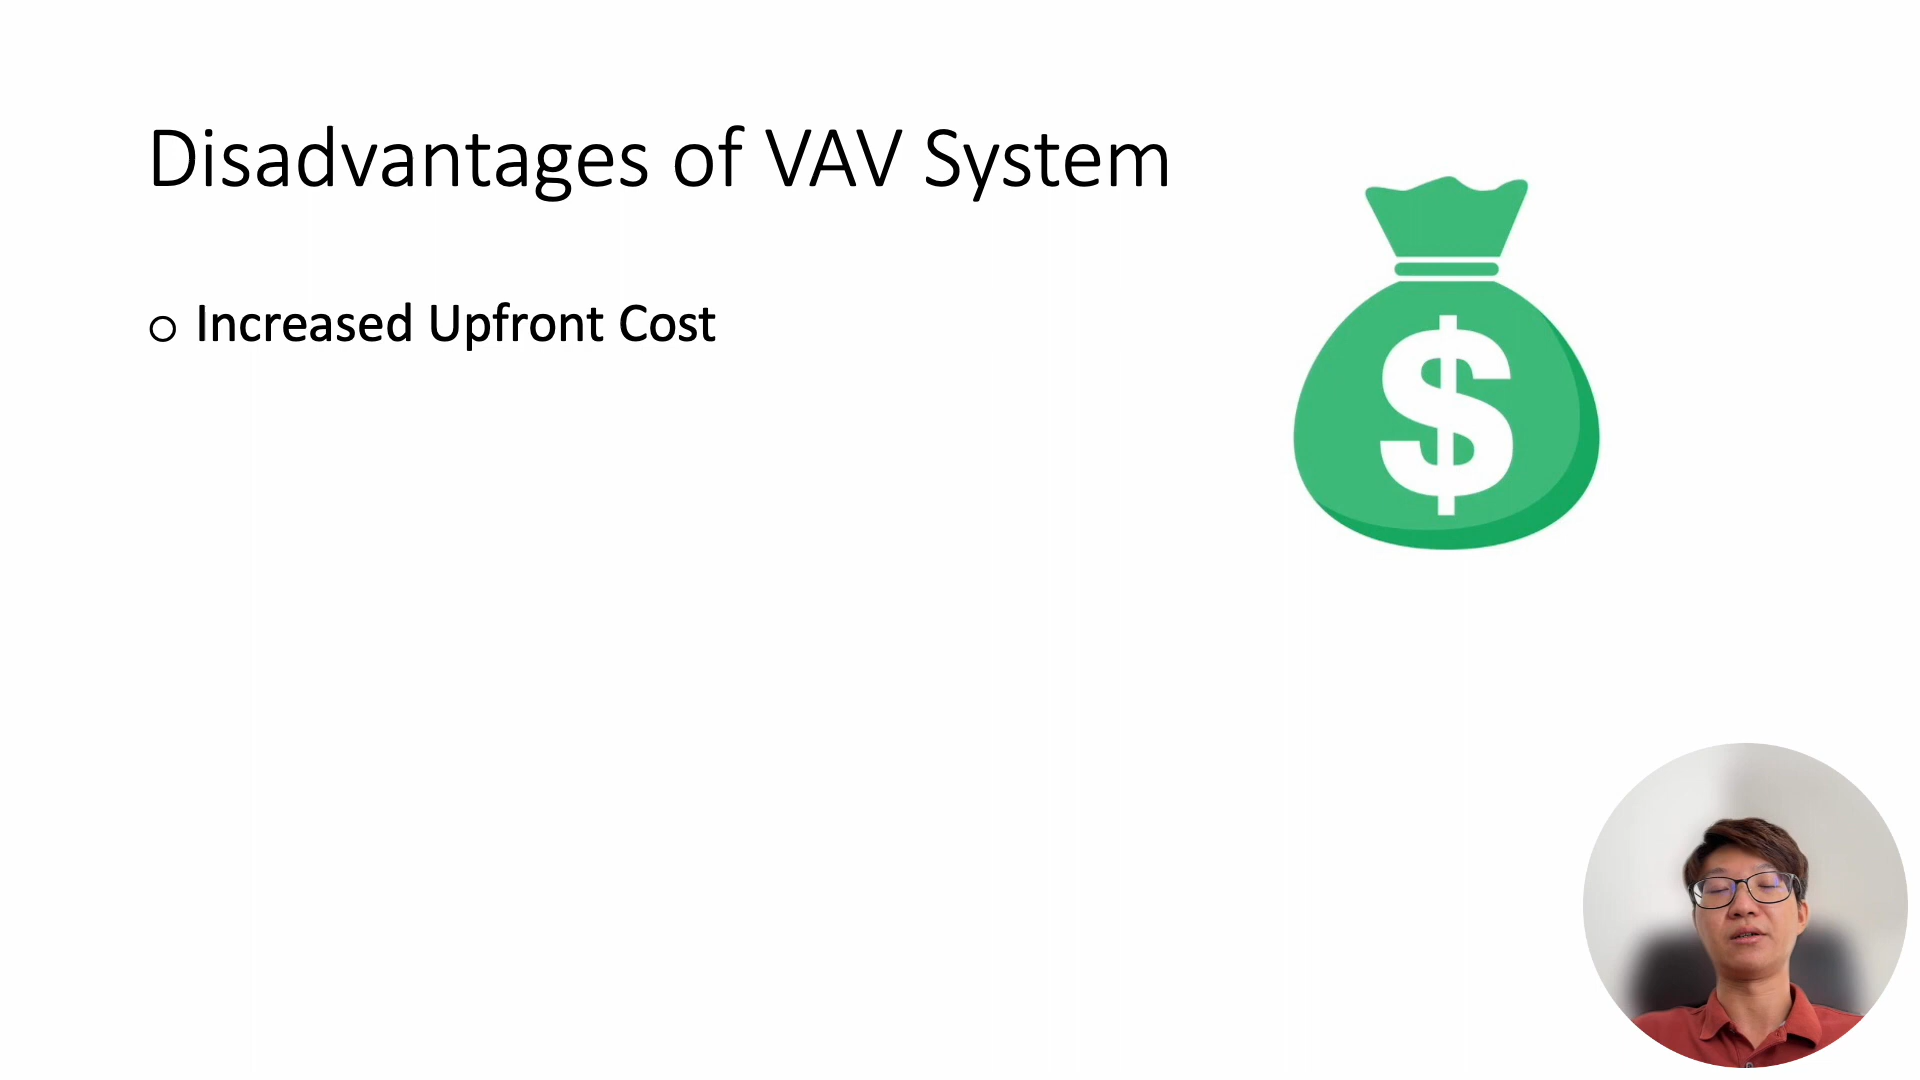 Disadvantages of VAV System
Increased Upfront Cost
$